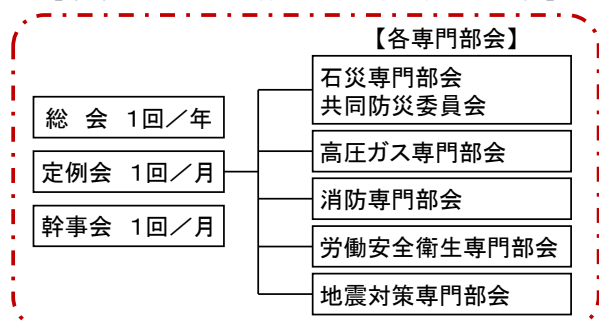 【各専門部会】
石災専門部会
共同防災委員会
総　会　1回／年
高圧ガス専門部会
定例会　1回／月
消防専門部会
幹事会　1回／月
労働安全衛生専門部会
地震対策専門部会